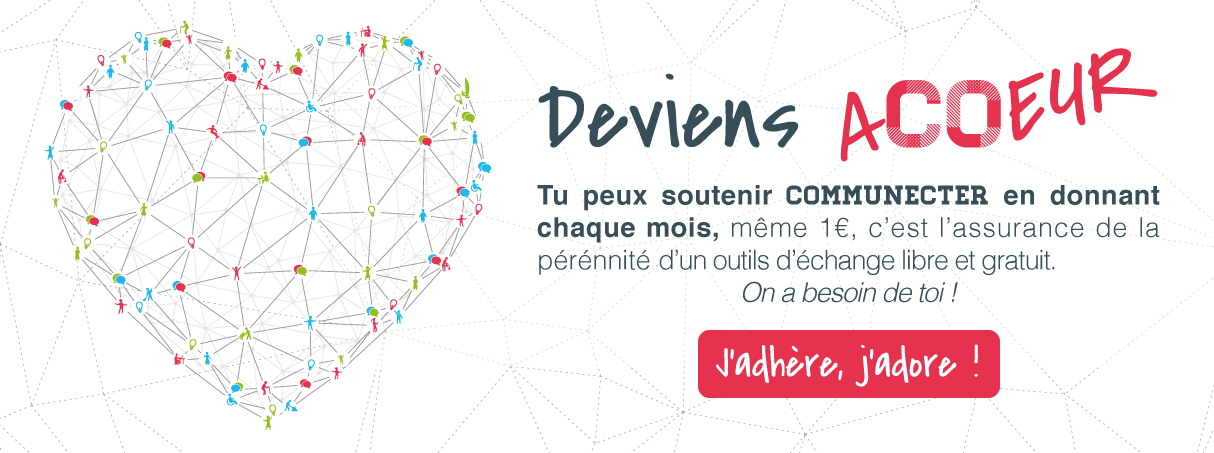 Deviens ACOEUR
Tu peux soutenir COMMUNECTER en donnant
chaque mois, même 1€, c'est l'assurance de la
pérénnité d'un outils d'échange libre et gratuit.
On a besoin de toi !
J'adhère, j'adore !